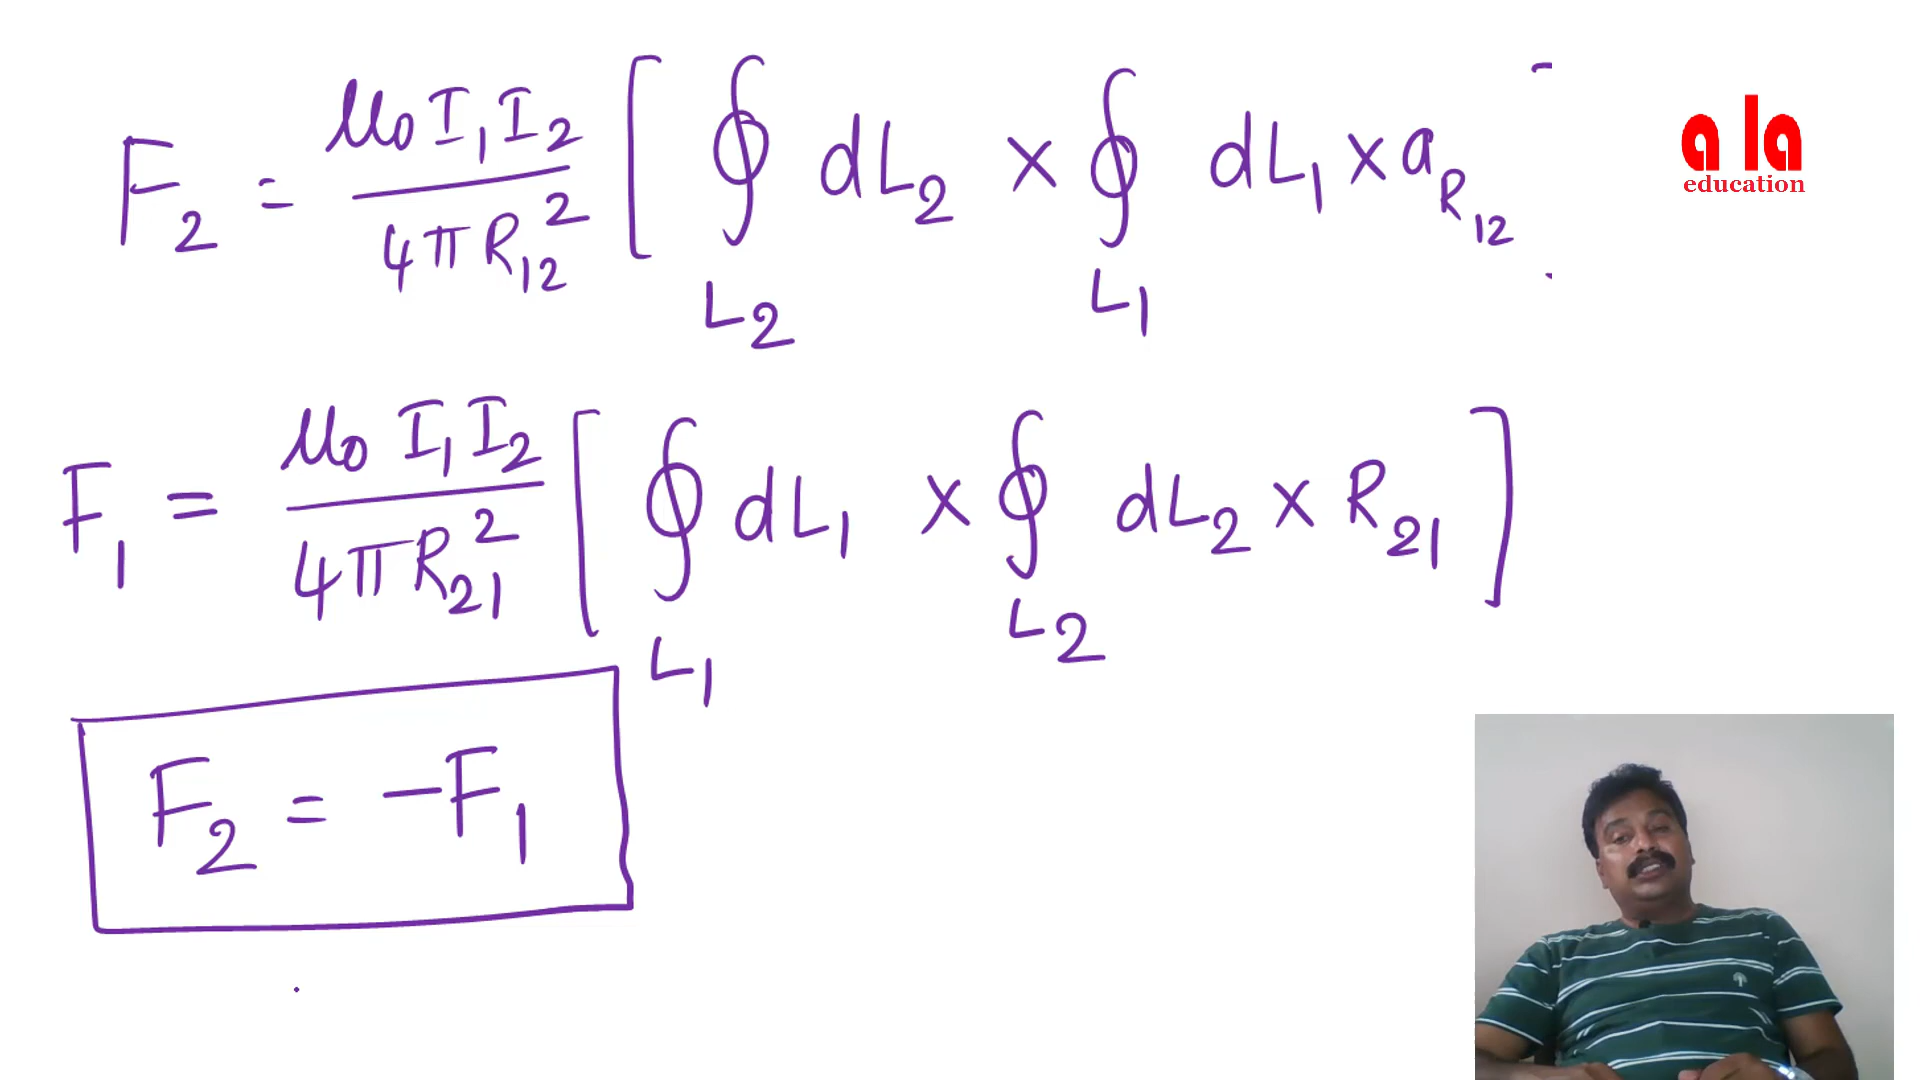 F₂ = μ₀ I₁ I₂ / 4π R₁₂² [ ∮ dL₂ × ∮ dL₁ × a_R₁₂ ]
L₂ L₁
a la
education
F₁ = μ₀ I₁ I₂ / 4π R₂₁² [ ∮ dL₁ × ∮ dL₂ × R₂₁ ]
L₁ L₂
F₂ = -F₁